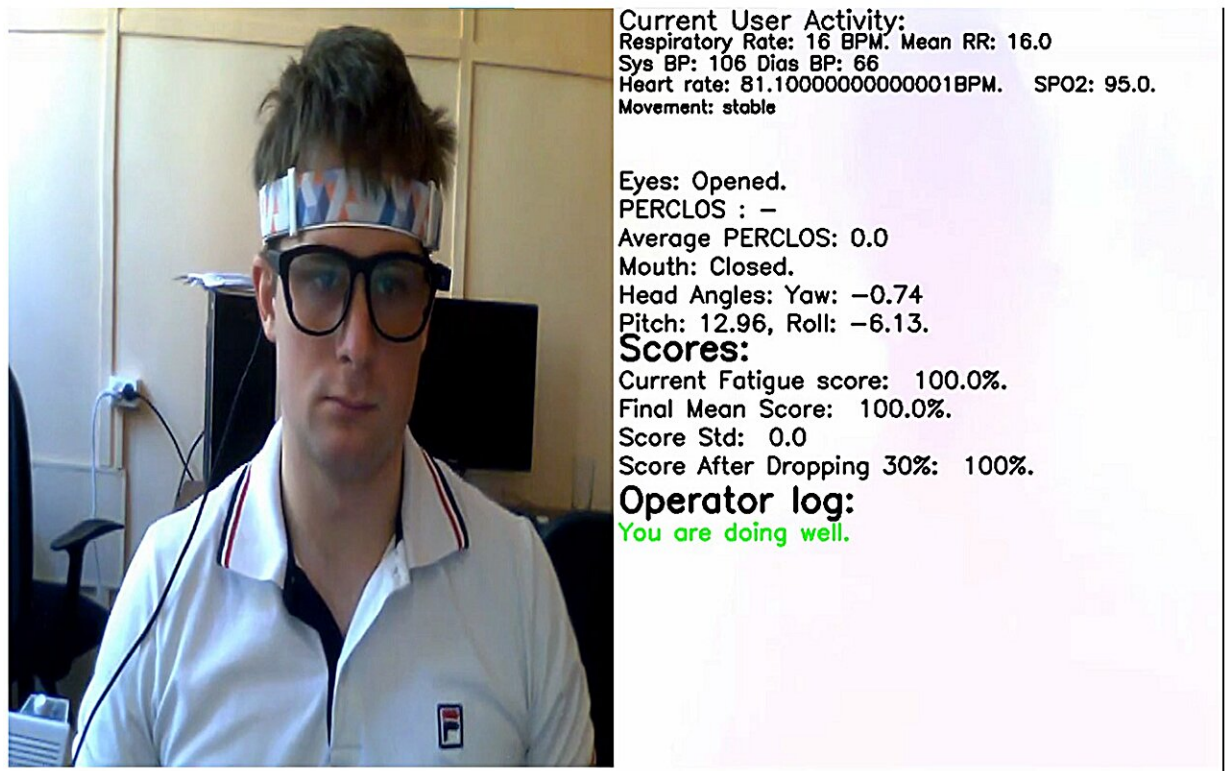 Current User Activity:
Respiratory Rate: 16 BPM. Mean RR: 16.0
Sys BP: 106 Dias BP: 66
Heart rate: 81.10000000000001BPM.   SPO2: 95.0.
Movement: stable
Eyes: Opened.
PERCLOS : –
Average PERCLOS: 0.0
Mouth: Closed.
Head Angles: Yaw: –0.74
Pitch: 12.96, Roll: –6.13.
Scores:
Current Fatigue score:  100.0%.
Final Mean Score:  100.0%.
Score Std:  0.0
Score After Dropping 30%:  100%.
Operator log:
You are doing well.